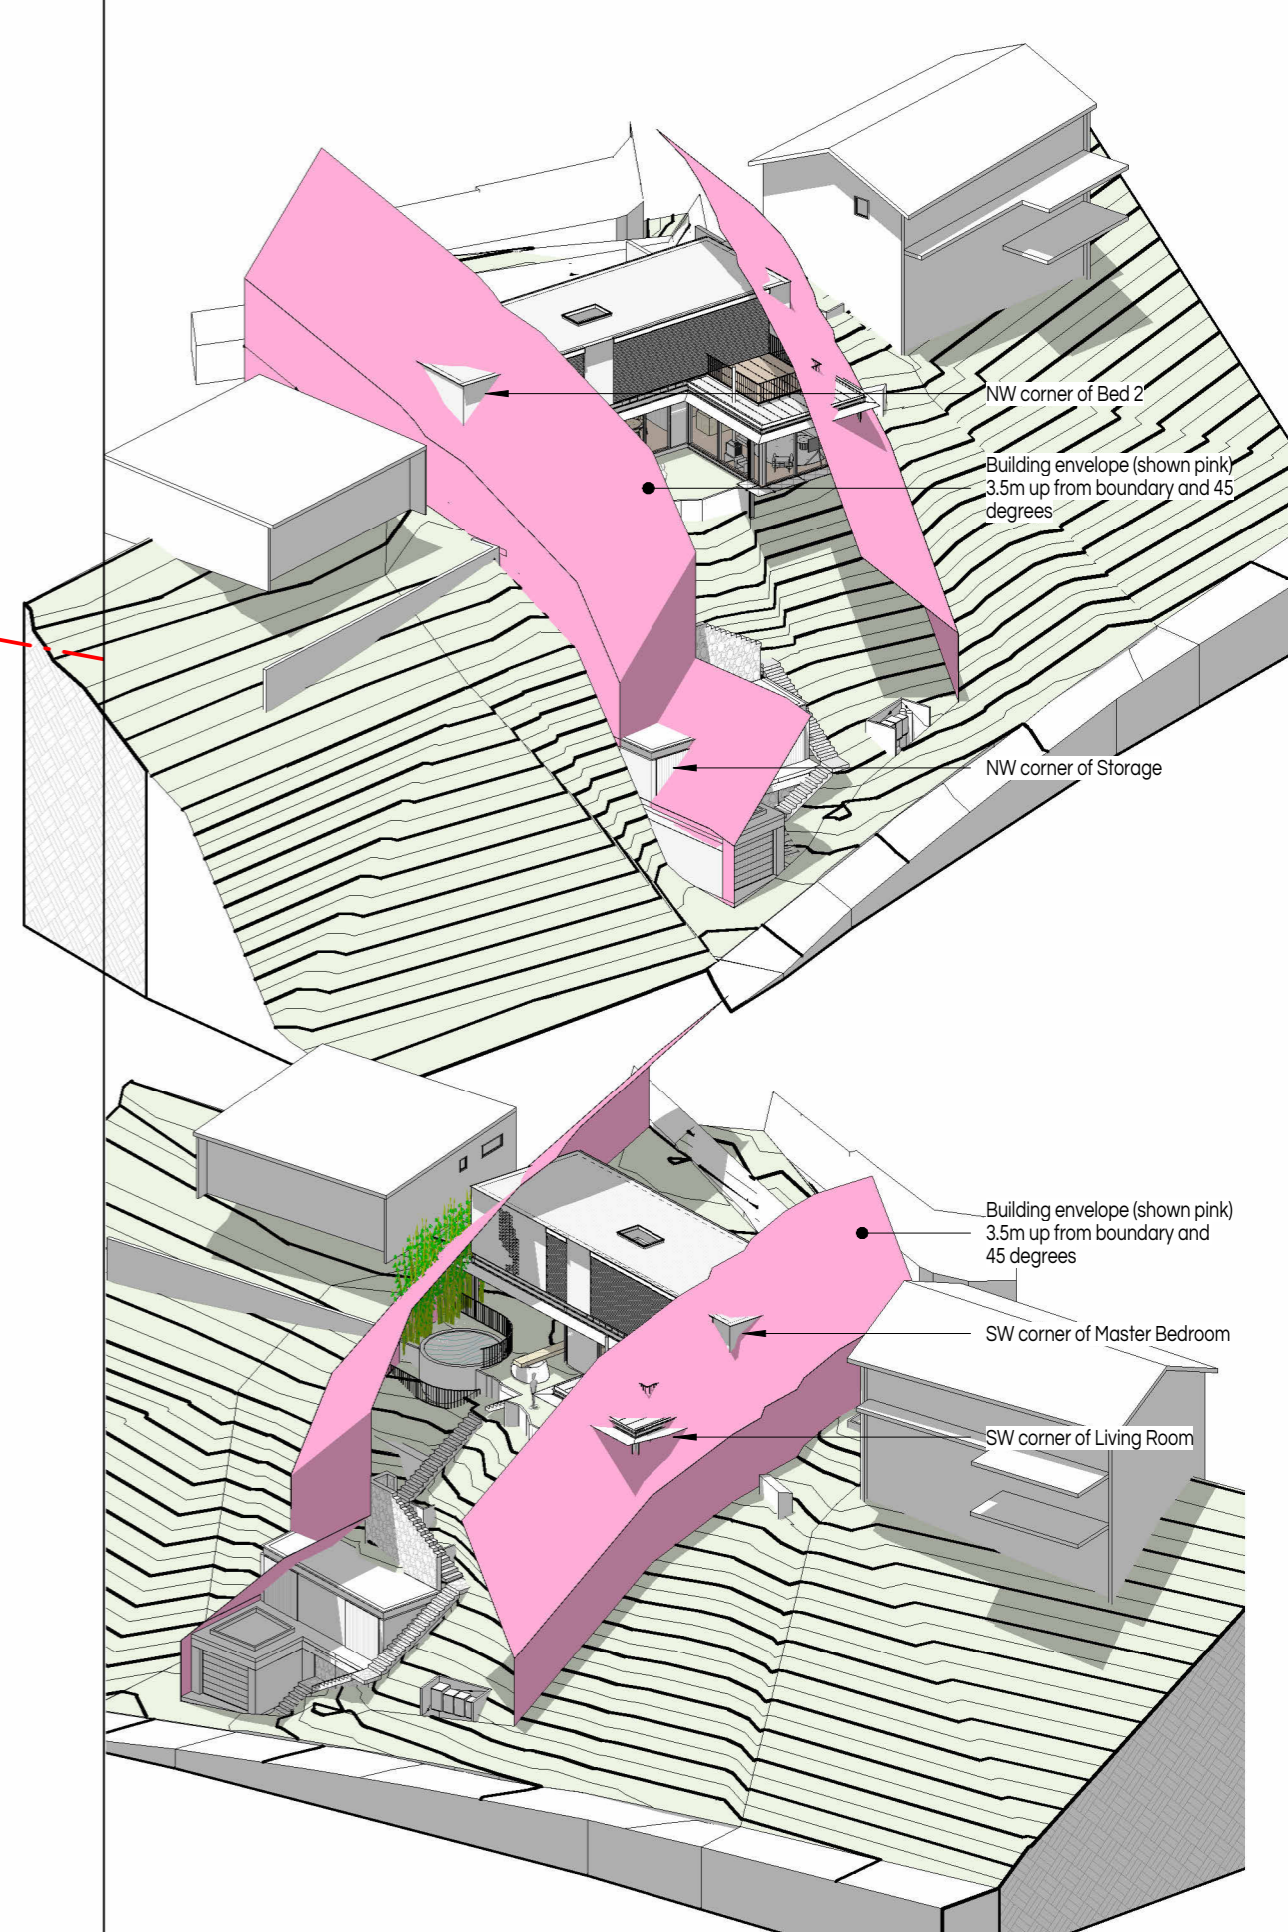 NW corner of Bed 2
Building envelope (shown pink)
3.5m up from boundary and 45
degrees
NW corner of Storage
Building envelope (shown pink)
3.5m up from boundary and
45 degrees
SW corner of Master Bedroom
SW corner of Living Room